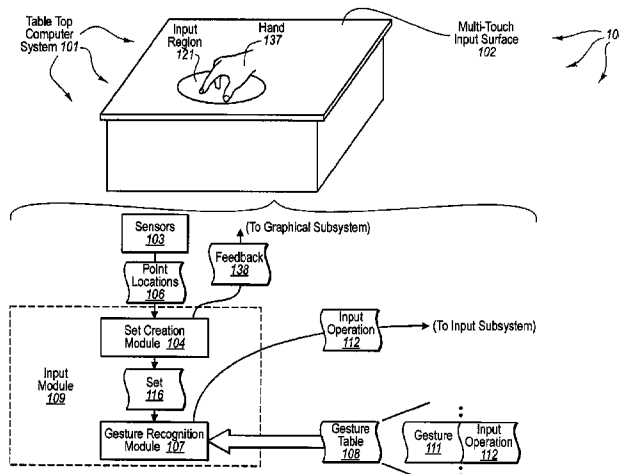 Table Top
Computer
System 101
Input
Region
121
Hand
137
Multi-Touch
Input Surface
102
10
Sensors
103
(To Graphical Subsystem)
Point
Locations
106
Feedback
138
Set Creation
Module 104
Input
Operation
112
(To Input Subsystem)
Input
Module
109
Set
116
Gesture Recognition
Module 107
Gesture
Table
108
Gesture
111
Input
Operation
112